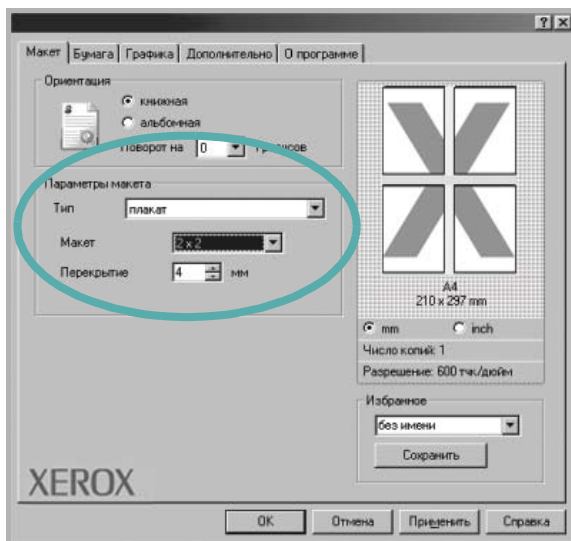 ? X
Макет Бумага Графика Дополнительно О программе
Ориентация
книжная
альбомная
Поворот на 0
Параметры макета
Тип плакат
Макет 2 x 2
Перекрытие 4 мм
A4
210 x 297 mm
mm inch
Число копий: 1
Разрешение: 600 тчк/дюйм
Избранное
без имени
Сохранить
XEROX
OK Отмена Применить Справка